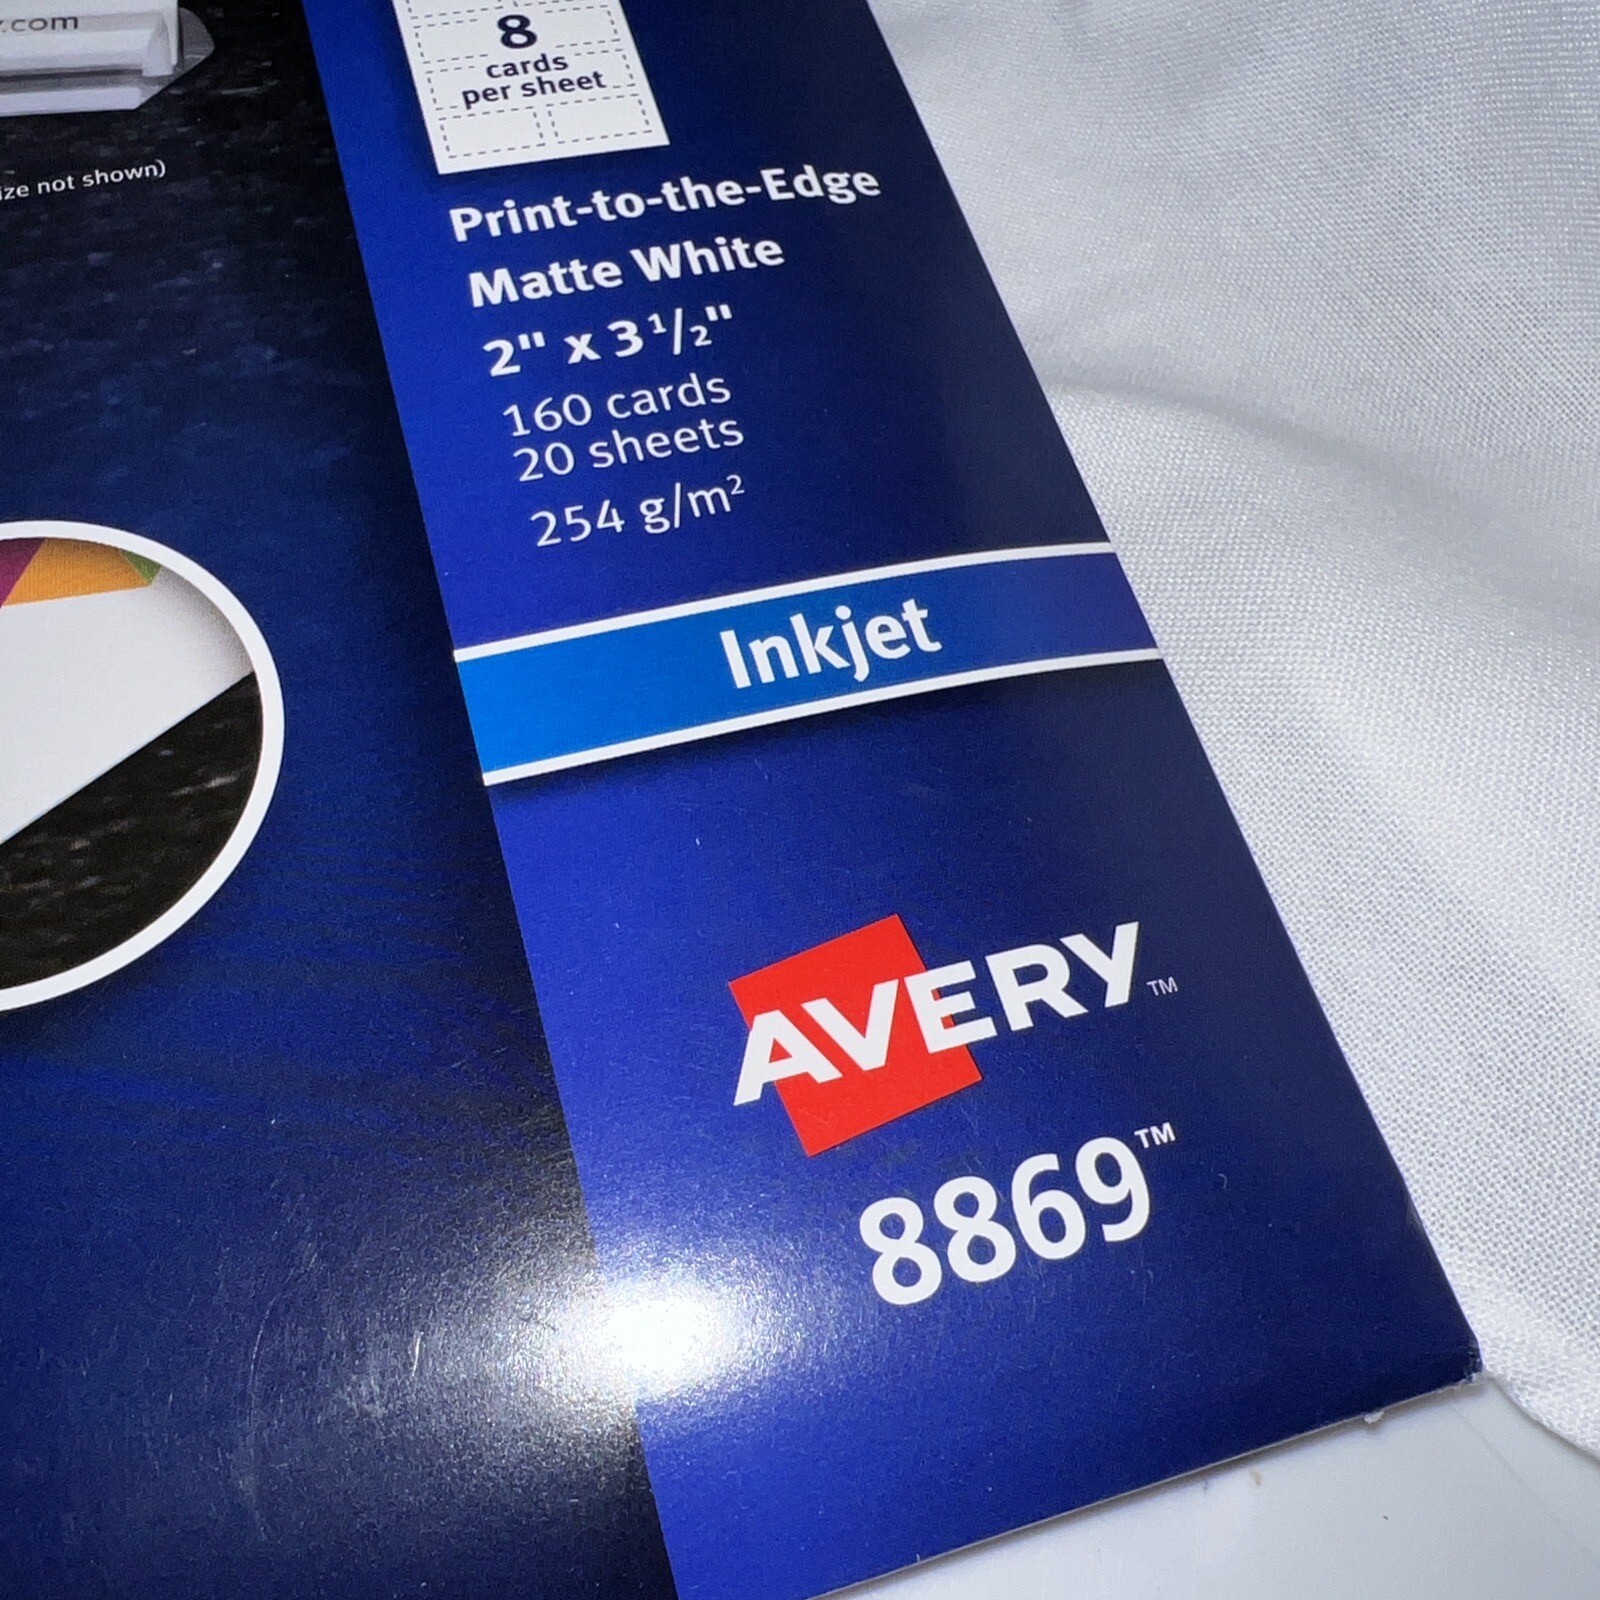 .com
ize not shown)
8
cards
per sheet
Print-to-the-Edge
Matte White
2" x 3 1/2"
160 cards
20 sheets
254 g/m²
Inkjet
AVERY™
8869™